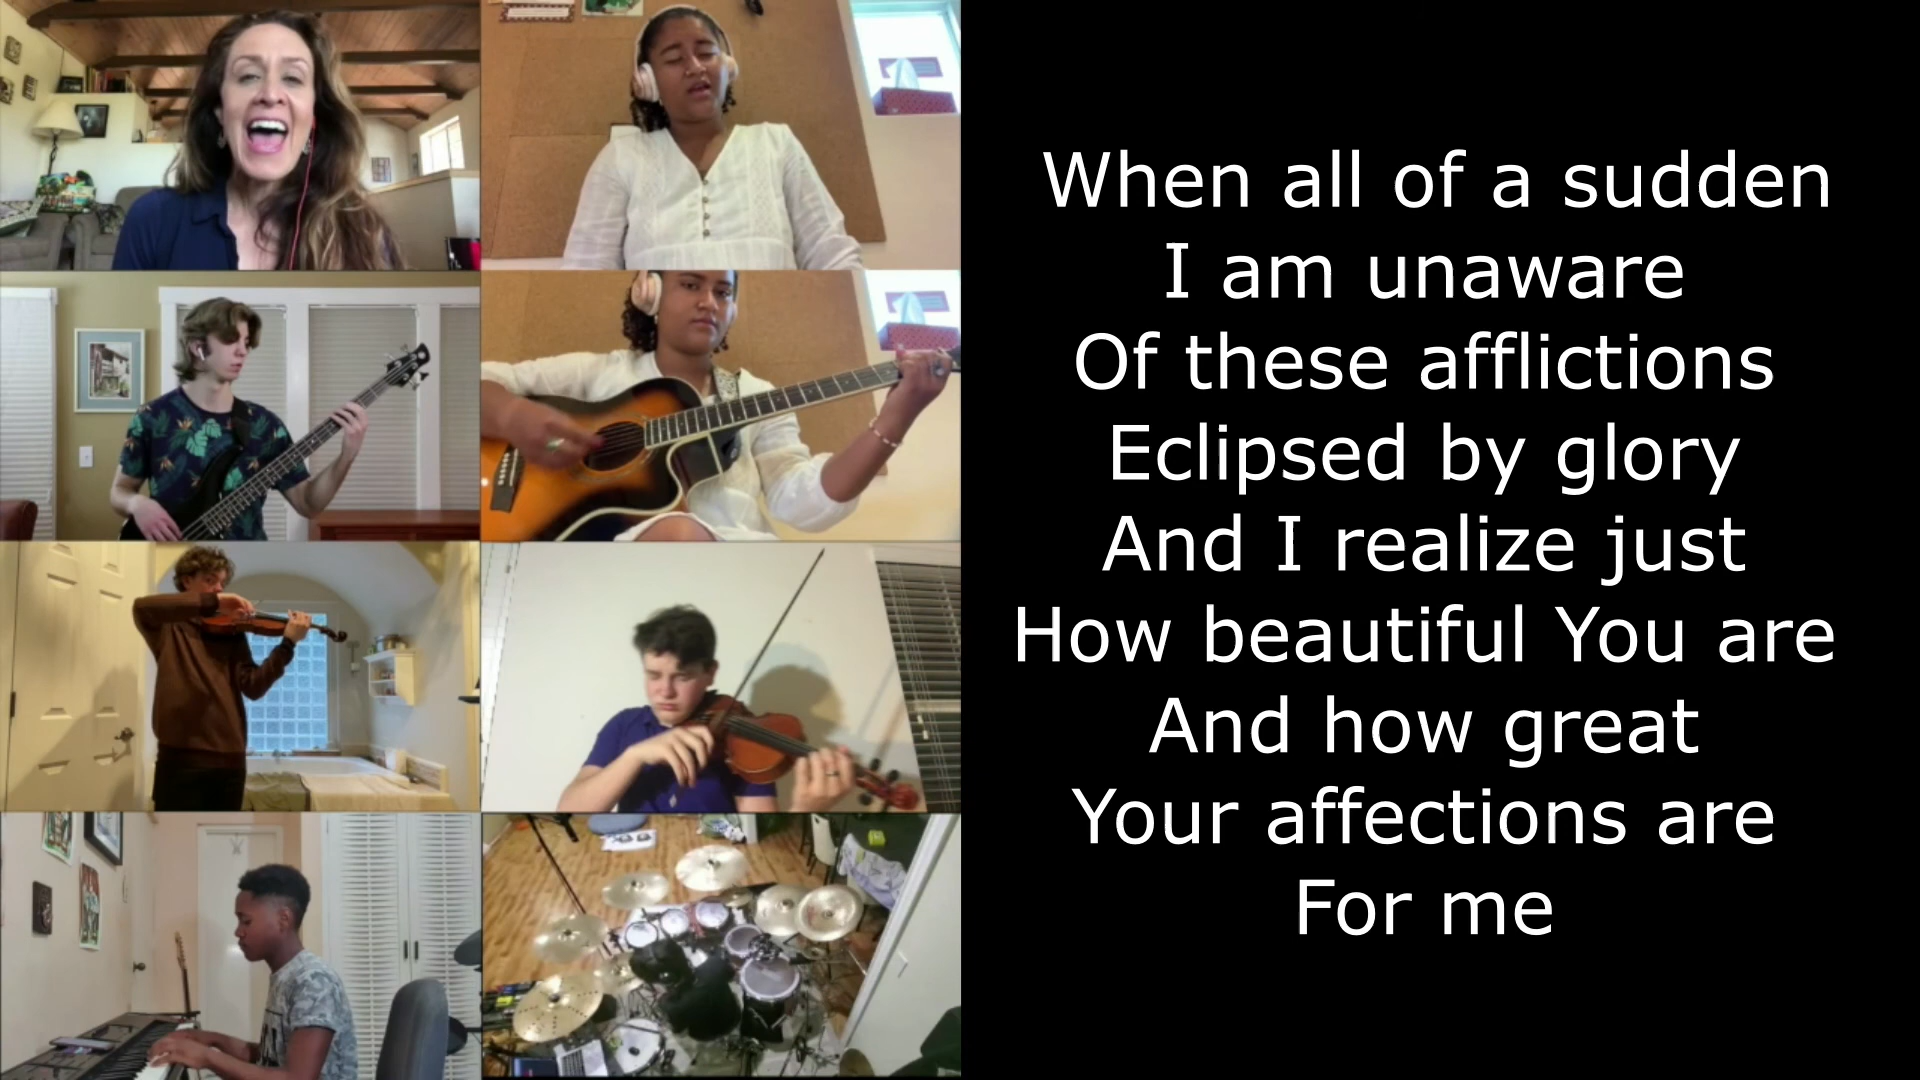 When all of a sudden
I am unaware
Of these afflictions
Eclipsed by glory
And I realize just
How beautiful You are
And how great
Your affections are
For me